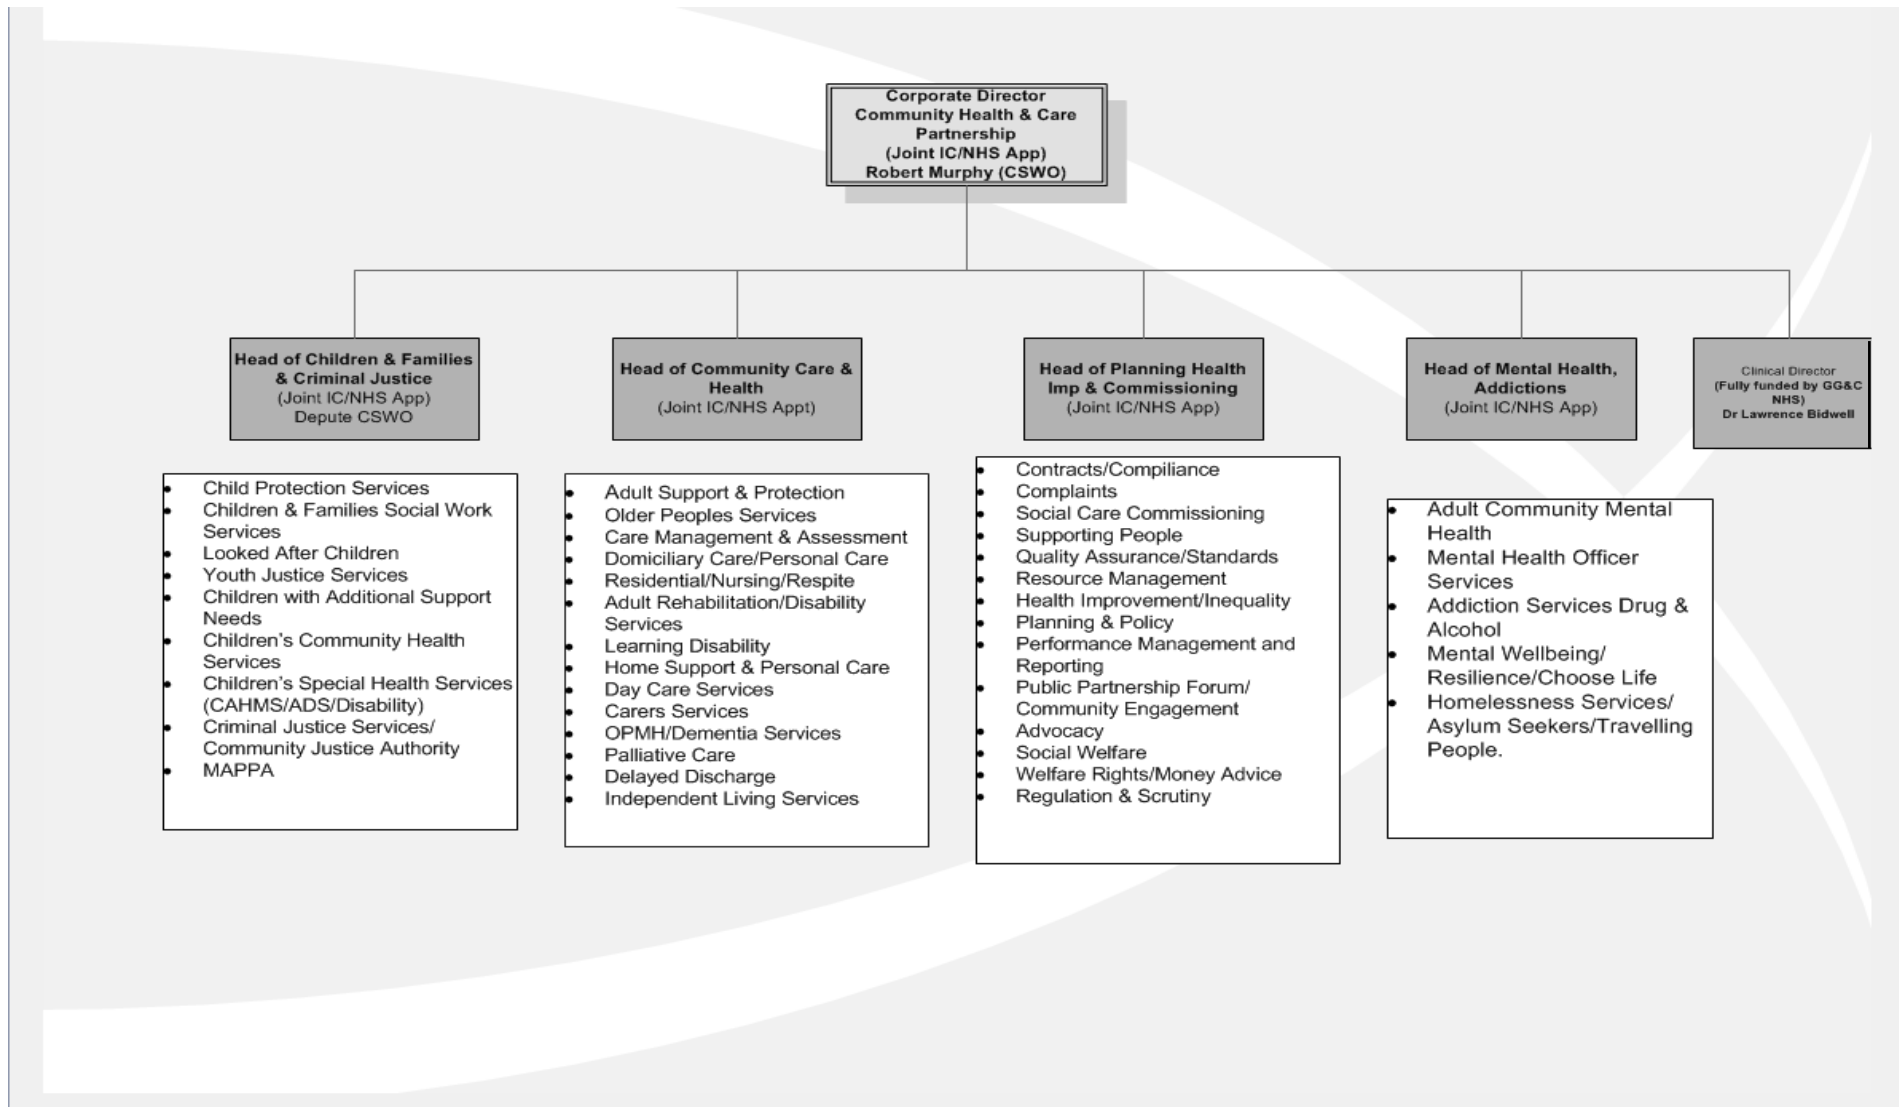 Corporate Director
Community Health & Care
Partnership
(Joint IC/NHS App)
Robert Murphy (CSWO)
Head of Children & Families
& Criminal Justice
(Joint IC/NHS App)
Depute CSWO
Head of Community Care &
Health
(Joint IC/NHS Appt)
Head of Planning Health
Imp & Commissioning
(Joint IC/NHS App)
Head of Mental Health,
Addictions
(Joint IC/NHS App)
Clinical Director
(Fully funded by GG&C
NHS)
Dr Lawrence Bidwell
• Child Protection Services
• Children & Families Social Work
Services
• Looked After Children
• Youth Justice Services
• Children with Additional Support
Needs
• Children's Community Health
Services
• Children's Special Health Services
(CAHMS/ADS/Disability)
• Criminal Justice Services/
Community Justice Authority
• MAPPA
• Adult Support & Protection
• Older Peoples Services
• Care Management & Assessment
• Domiciliary Care/Personal Care
• Residential/Nursing/Respite
• Adult Rehabilitation/Disability
Services
• Learning Disability
• Home Support & Personal Care
• Day Care Services
• Carers Services
• OPMH/Dementia Services
• Palliative Care
• Delayed Discharge
• Independent Living Services
• Contracts/Compiliance
• Complaints
• Social Care Commissioning
• Supporting People
• Quality Assurance/Standards
• Resource Management
• Health Improvement/Inequality
• Planning & Policy
• Performance Management and
Reporting
• Public Partnership Forum/
Community Engagement
• Advocacy
• Social Welfare
• Welfare Rights/Money Advice
• Regulation & Scrutiny
• Adult Community Mental
Health
• Mental Health Officer
Services
• Addiction Services Drug &
Alcohol
• Mental Wellbeing/
Resilience/Choose Life
• Homelessness Services/
Asylum Seekers/Travelling
People.